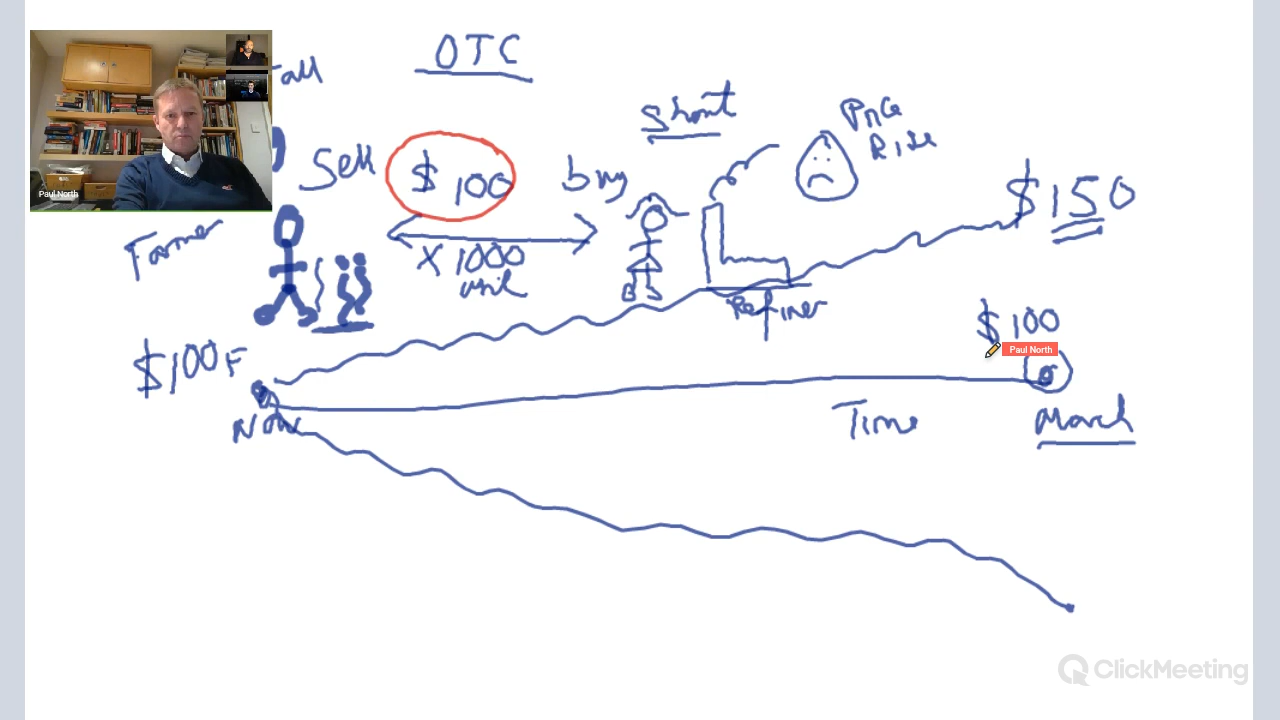 OTC
Short
Price
Rise
Sell
$100
buy
$150
Farmer
X 1000
unit
Refiner
$100
Paul North
Paul North
$100 F
Now
Time
March
ClickMeeting